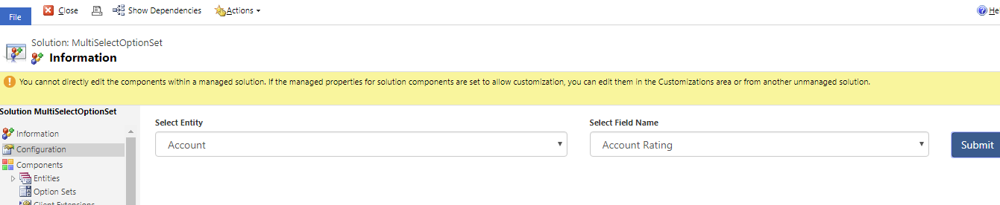 File
Close
Show Dependencies
Actions
He
Solution: MultiSelectOptionSet
Information
You cannot directly edit the components within a managed solution. If the managed properties for solution components are set to allow customization, you can edit them in the Customizations area or from another unmanaged solution.
Solution MultiSelectOptionSet
Information
Configuration
Components
Entities
Option Sets
Client Extensions
Select Entity
Account
Select Field Name
Account Rating
Submit